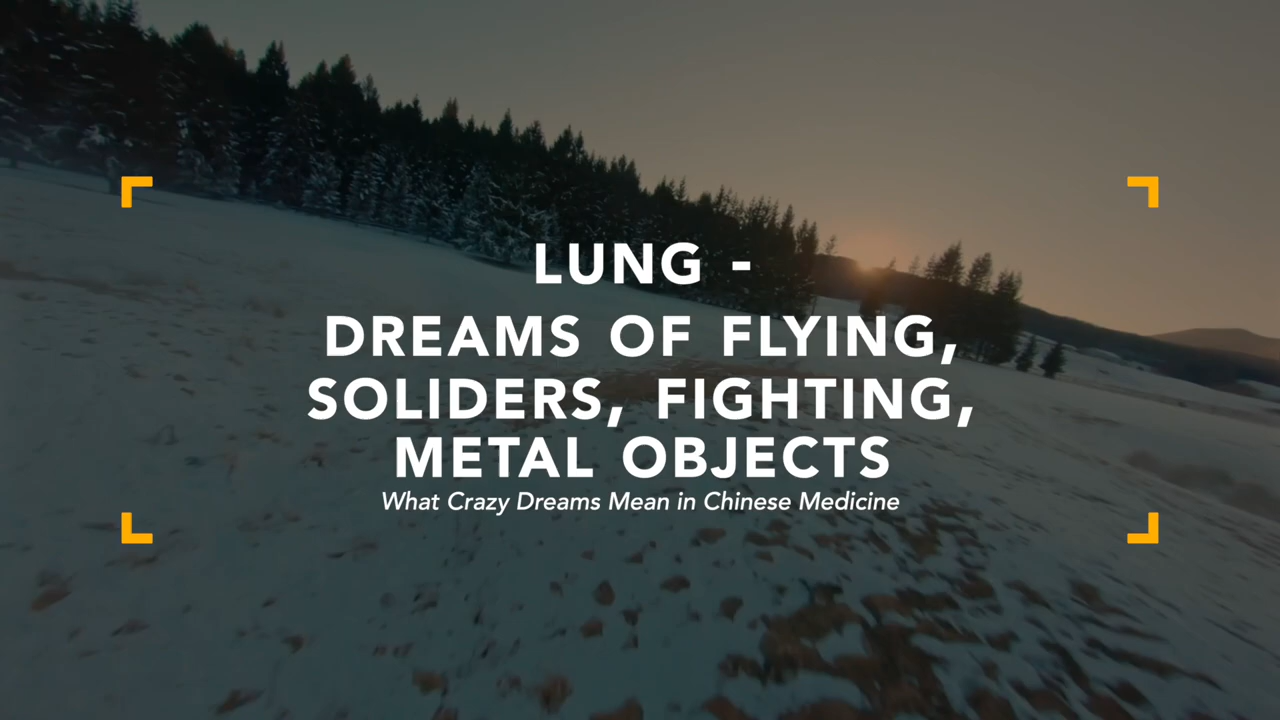 LUNG -
DREAMS OF FLYING,
SOLIDERS, FIGHTING,
METAL OBJECTS
What Crazy Dreams Mean in Chinese Medicine